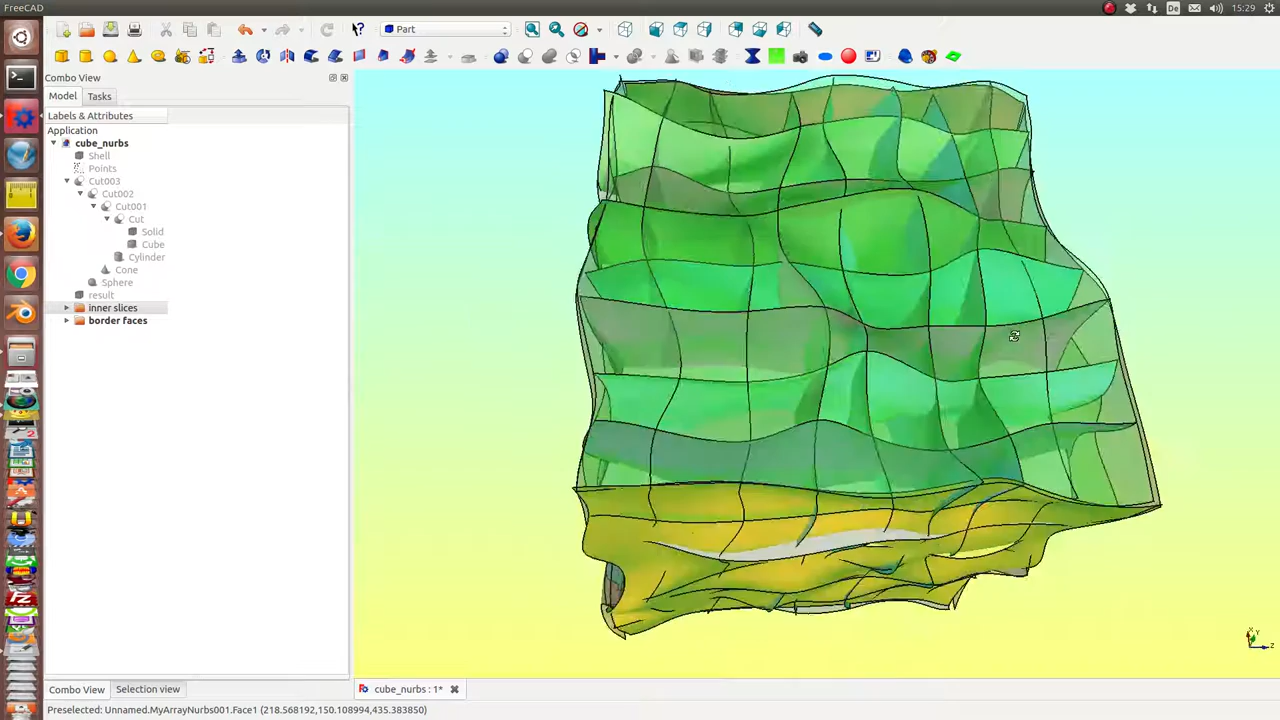 FreeCAD
De
15:29
Part
Combo View
Model
Tasks
Labels & Attributes
Application
cube_nurbs
Shell
Points
Cut003
Cut002
Cut001
Cut
Solid
Cube
Cylinder
Cone
Sphere
result
inner slices
border faces
Combo View
Selection view
cube_nurbs : 1*
Preselected: Unnamed.MyArrayNurbs001.Face1 (218.568192,150.108994,435.383850)